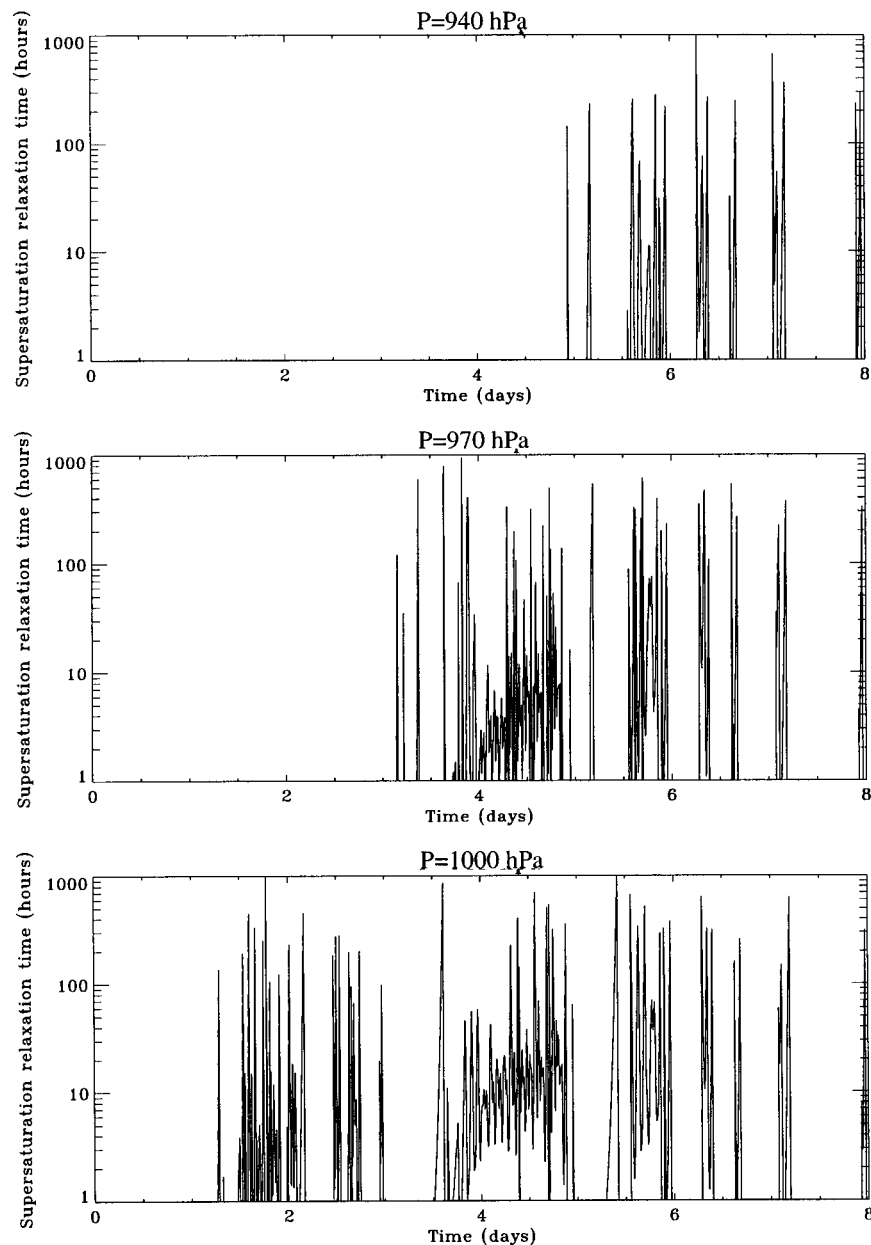 P=940 hPa
Supersaturation relaxation time (hours)
1000
100
10
1
0 2 4 6 8
Time (days)
P=970 hPa
Supersaturation relaxation time (hours)
1000
100
10
1
0 2 4 6 8
Time (days)
P=1000 hPa
Supersaturation relaxation time (hours)
1000
100
10
1
0 2 4 6 8
Time (days)